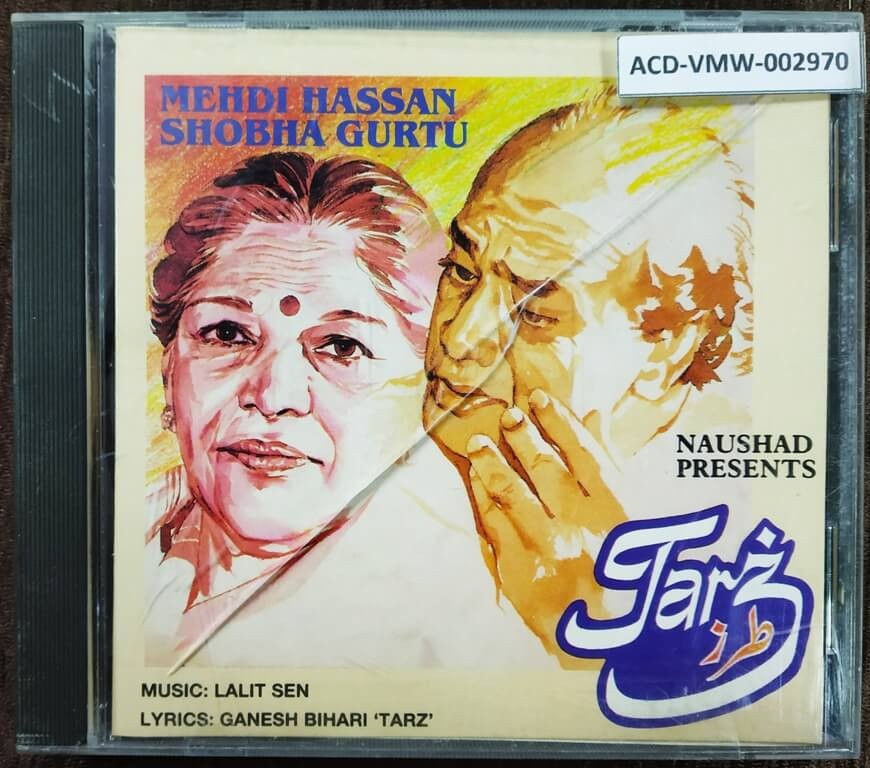 ACD-VMW-002970
MEHDI HASSAN
SHOBHA GURTU
NAUSHAD
PRESENTS
Tarz
طرز
MUSIC: LALIT SEN
LYRICS: GANESH BIHARI ‘TARZ’